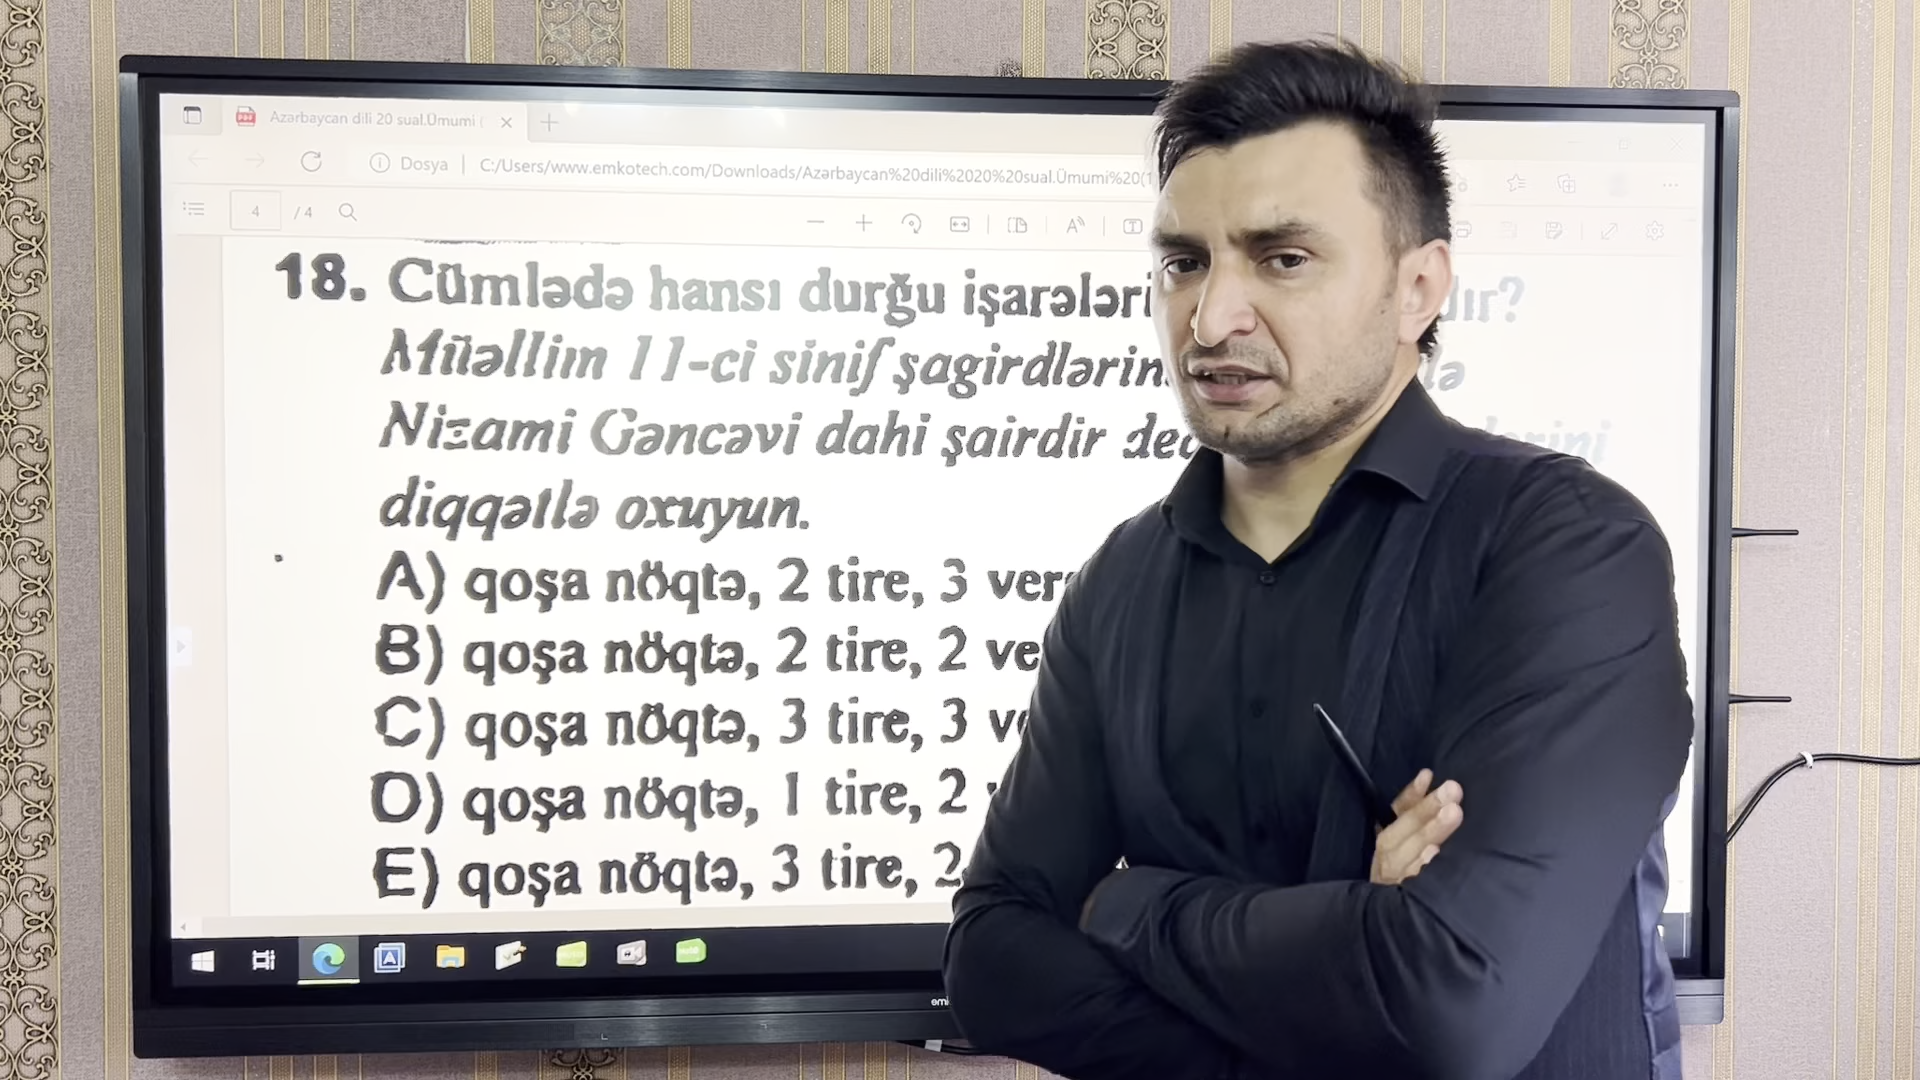 Azərbaycan dili 20 sual.Ümumi (
Dosya | C:/Users/www.emkotech.com/Downloads/Azərbaycan%20dili%2020%20sual.Ümumi%20(1
4 / 4
18. Cümlədə hansı durğu işarələri
Müəllim 11-ci sinif şagirdlərin
Nizami Gəncəvi dahi şairdir
diqqətlə oxuyun.
A) qoşa nöqtə, 2 tire, 3
B) qoşa nöqtə, 2 tire, 2
C) qoşa nöqtə, 3 tire, 3
D) qoşa nöqtə, 1 tire, 2
E) qoşa nöqtə, 3 tire, 2